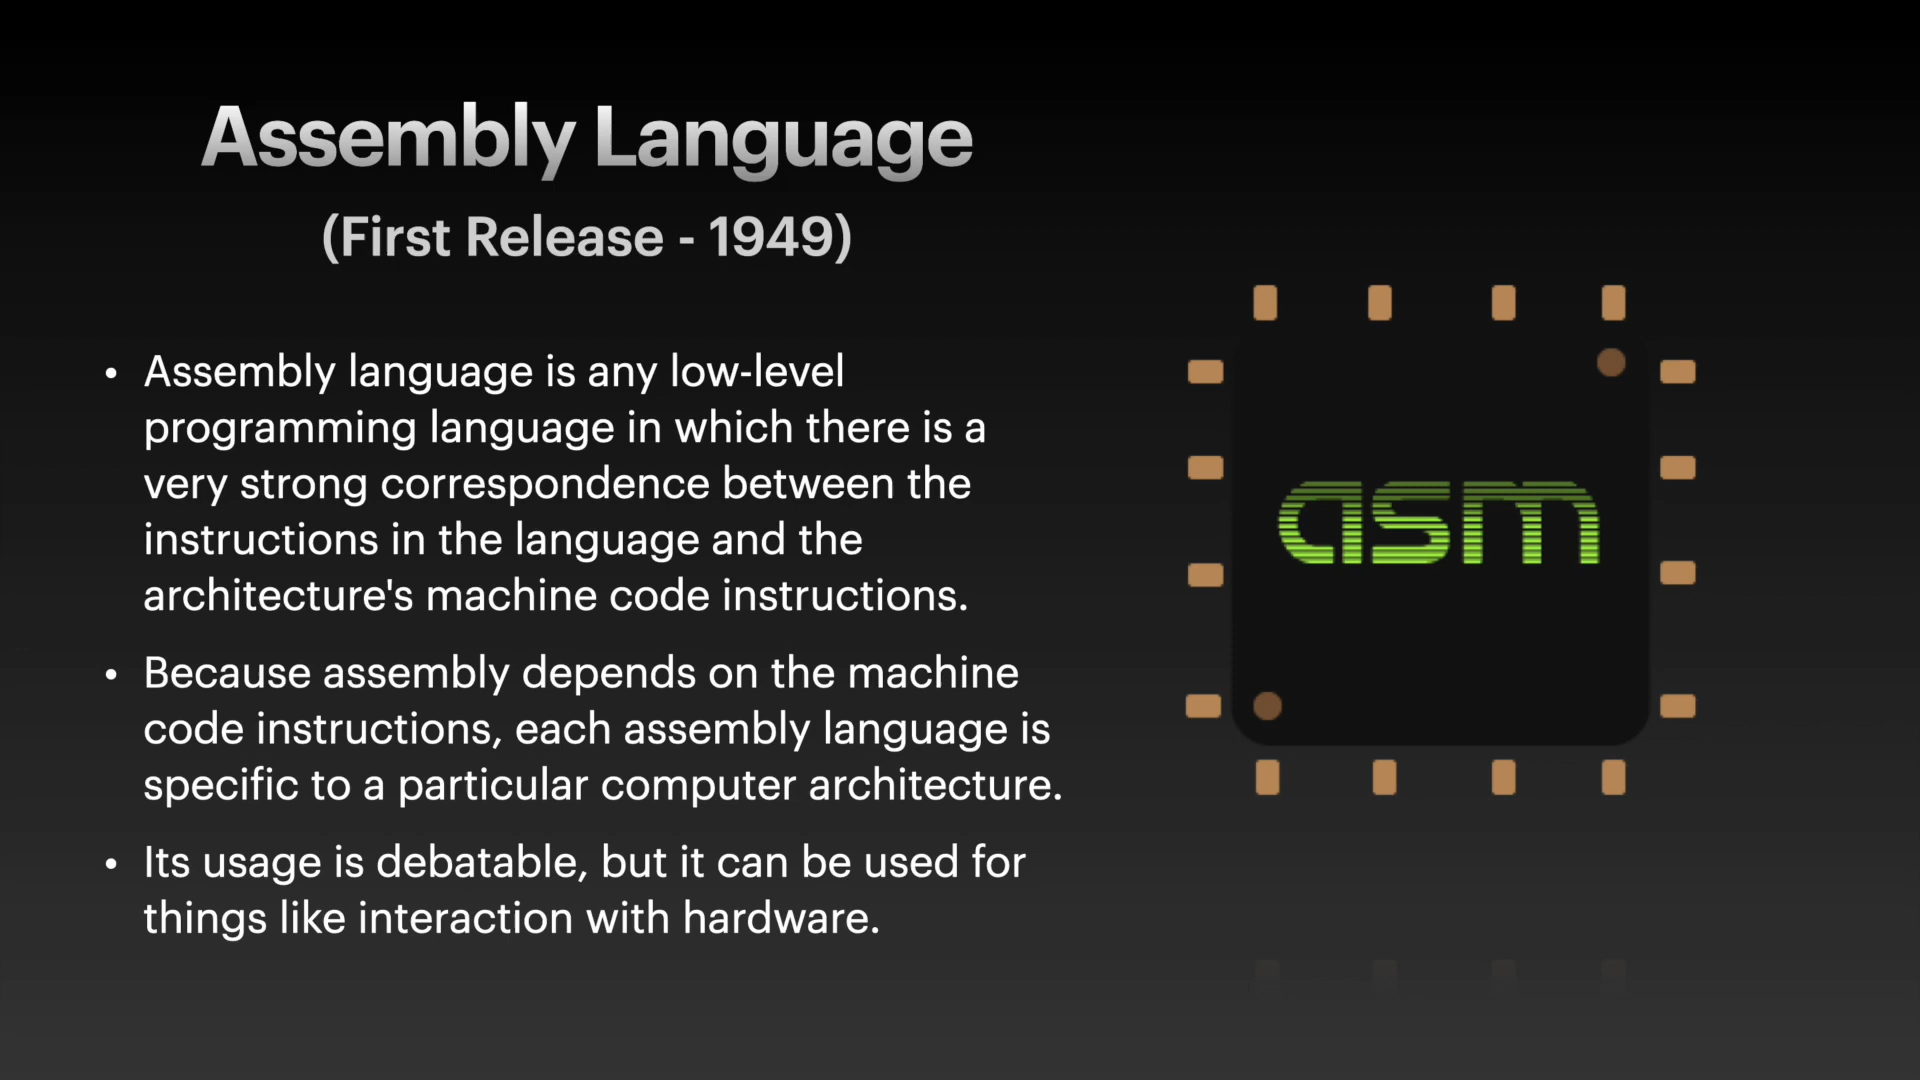 Assembly Language
(First Release - 1949)
• Assembly language is any low-level
programming language in which there is a
very strong correspondence between the
instructions in the language and the
architecture's machine code instructions.
• Because assembly depends on the machine
code instructions, each assembly language is
specific to a particular computer architecture.
• Its usage is debatable, but it can be used for
things like interaction with hardware.
asm